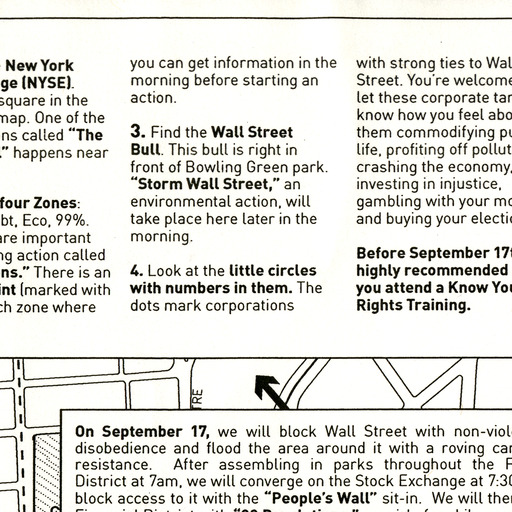 New York
ge (NYSE).
square in the
map. One of the
ns called "The
" happens near
four Zones:
bt, Eco, 99%.
are important
ng action called
ns." There is an
int (marked with
ch zone where
you can get information in the
morning before starting an
action.
3. Find the Wall Street
Bull. This bull is right in
front of Bowling Green park.
"Storm Wall Street," an
environmental action, will
take place here later in the
morning.
4. Look at the little circles
with numbers in them. The
dots mark corporations
with strong ties to Wal
Street. You're welcome
let these corporate tar
know how you feel abo
them commodifying pu
life, profiting off pollut
crashing the economy,
investing in injustice,
gambling with your mo
and buying your electio
Before September 17t
highly recommended
you attend a Know You
Rights Training.
TRE
On September 17, we will block Wall Street with non-viol
disobedience and flood the area around it with a roving car
resistance. After assembling in parks throughout the F
District at 7am, we will converge on the Stock Exchange at 7:30
block access to it with the "People's Wall" sit-in. We will the